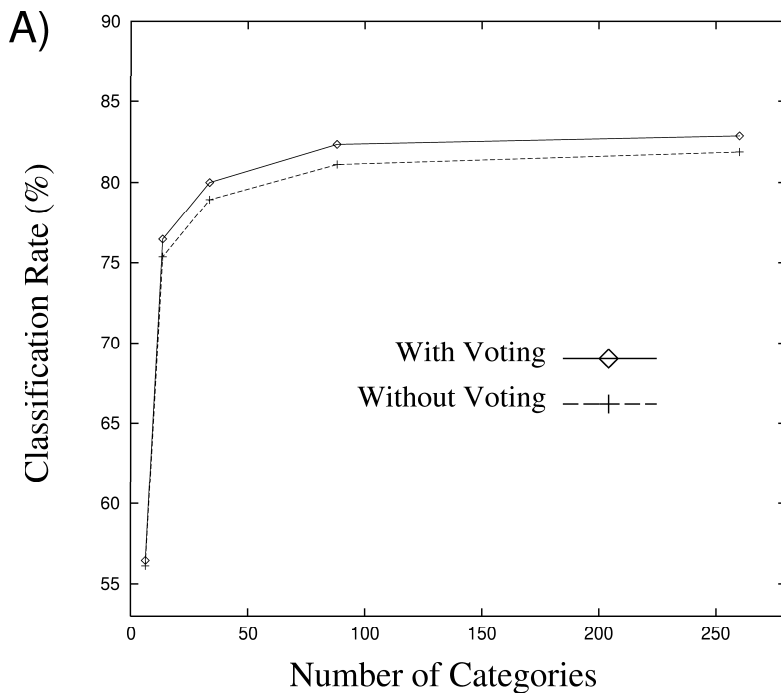 A)
90
85
80
75
70
65
60
55
Classification Rate (%)
With Voting
Without Voting
0 50 100 150 200 250
Number of Categories